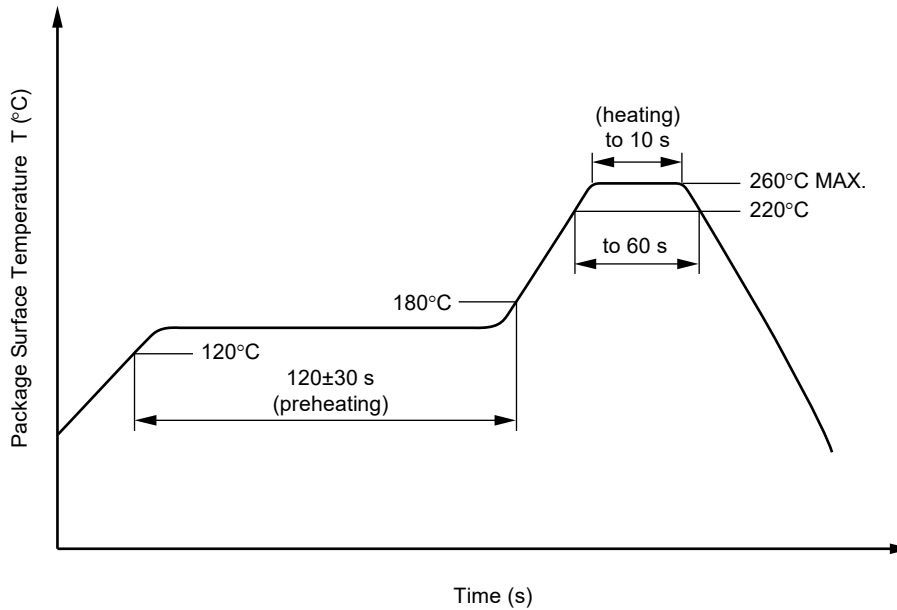 Package Surface Temperature T (°C)
(heating)
to 10 s
260°C MAX.
220°C
to 60 s
180°C
120°C
120±30 s
(preheating)
Time (s)